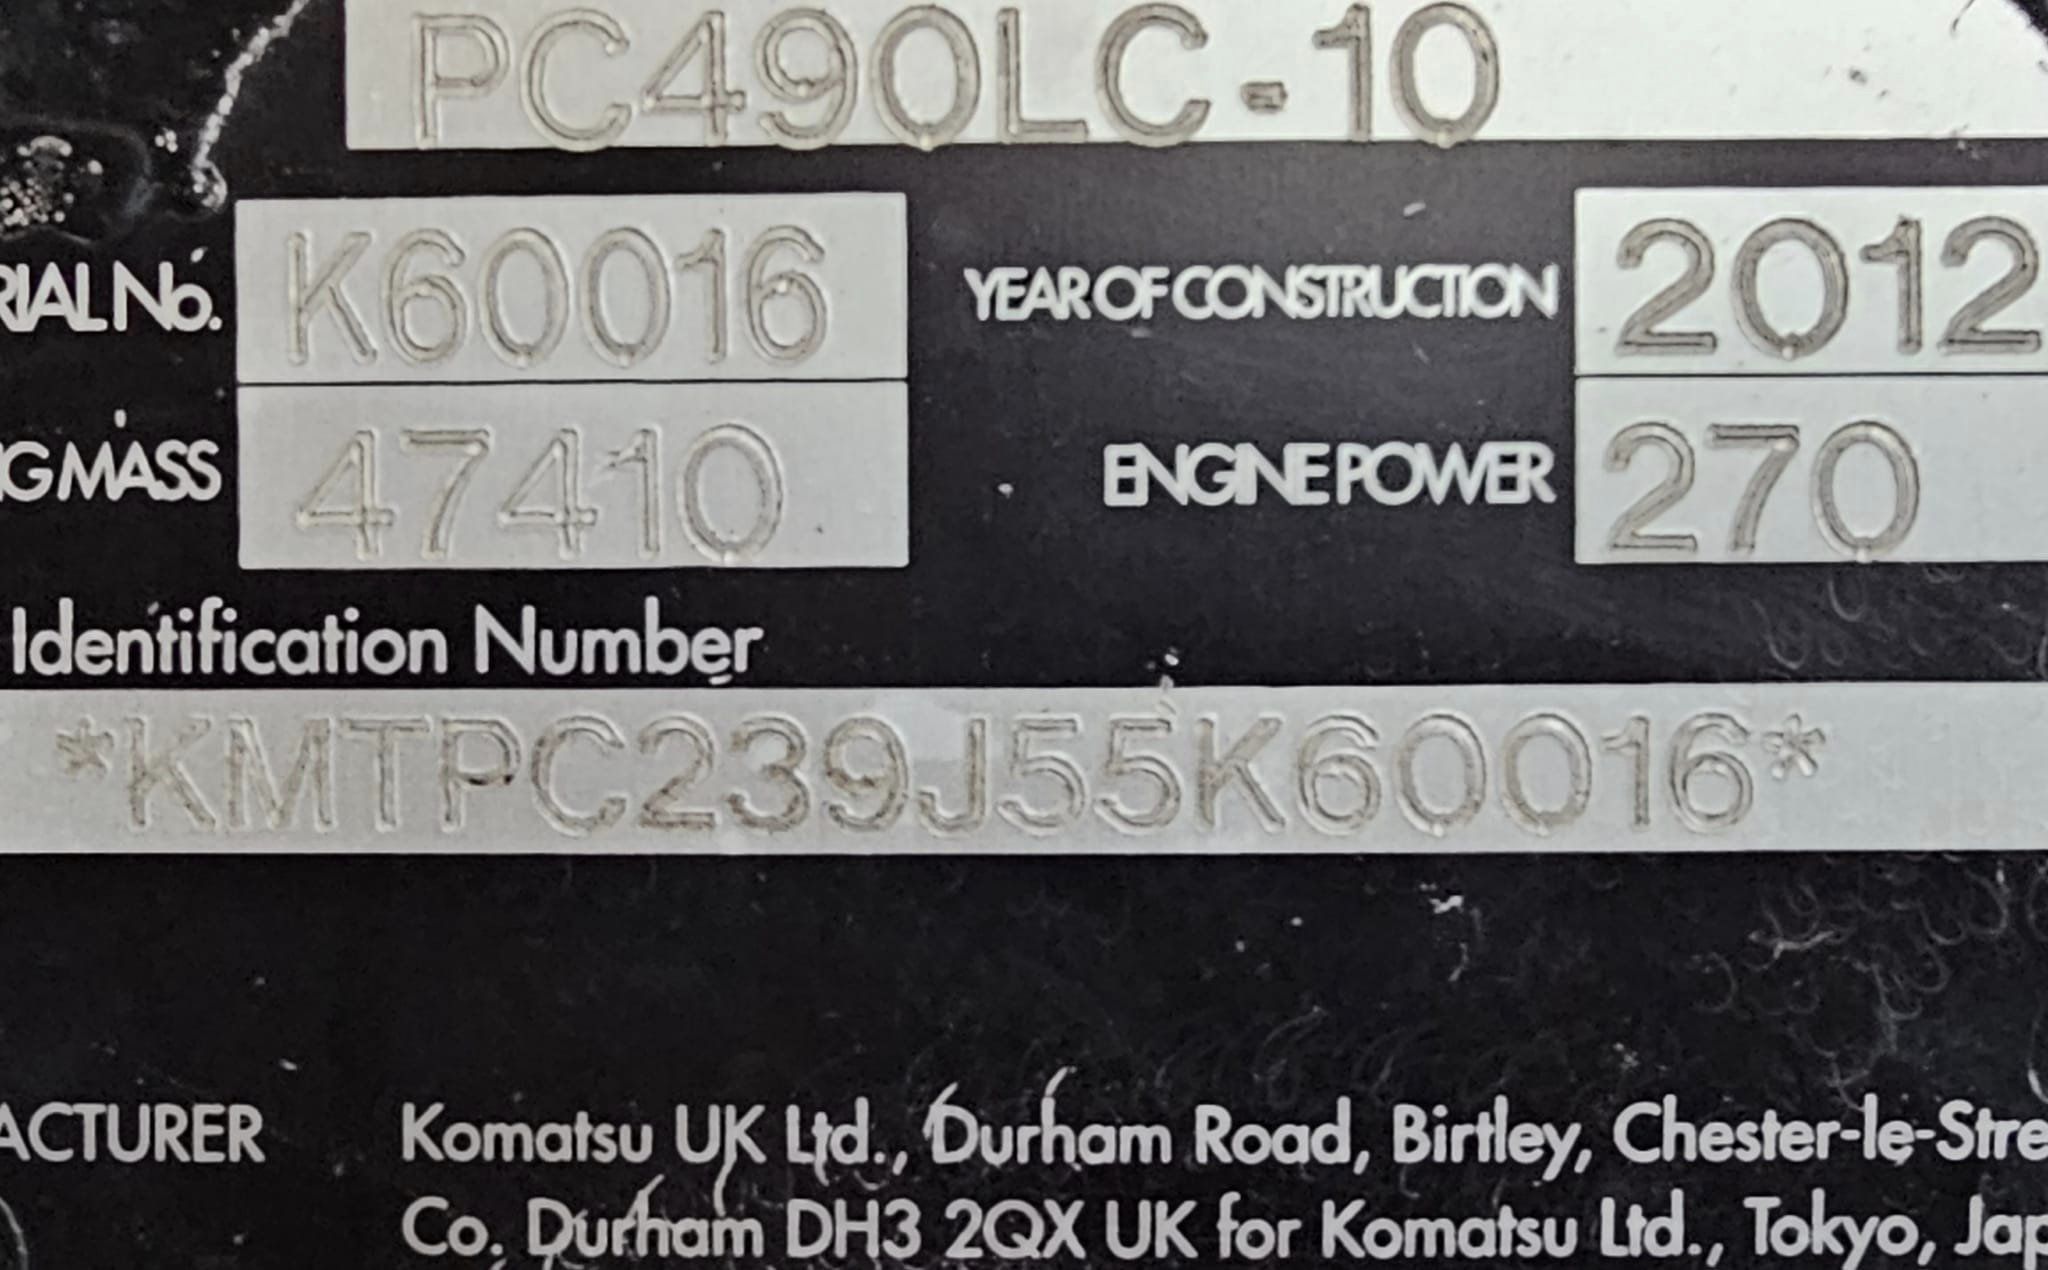 PC490LC-10
RIAL No. K60016 YEAR OF CONSTRUCTION 2012
NG MASS 47410 ENGINE POWER 270
Identification Number
*KMTPC239J55K60016*
ACTURER Komatsu UK Ltd., Durham Road, Birtley, Chester-le-Stre
Co. Durham DH3 2QX UK for Komatsu Ltd., Tokyo, Jap